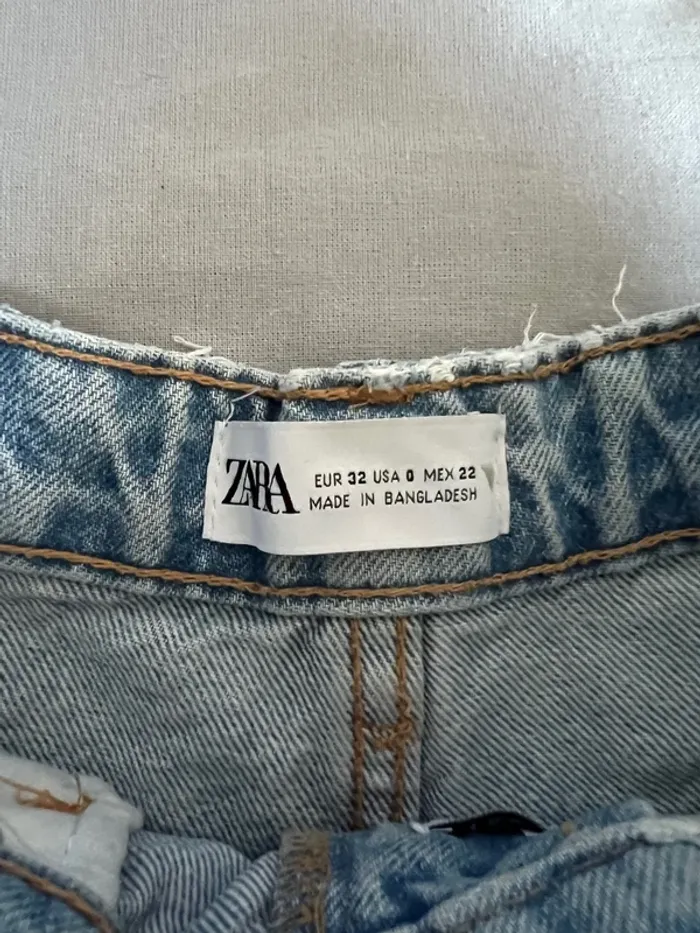 ZARA
EUR 32 USA 0 MEX 22
MADE IN BANGLADESH